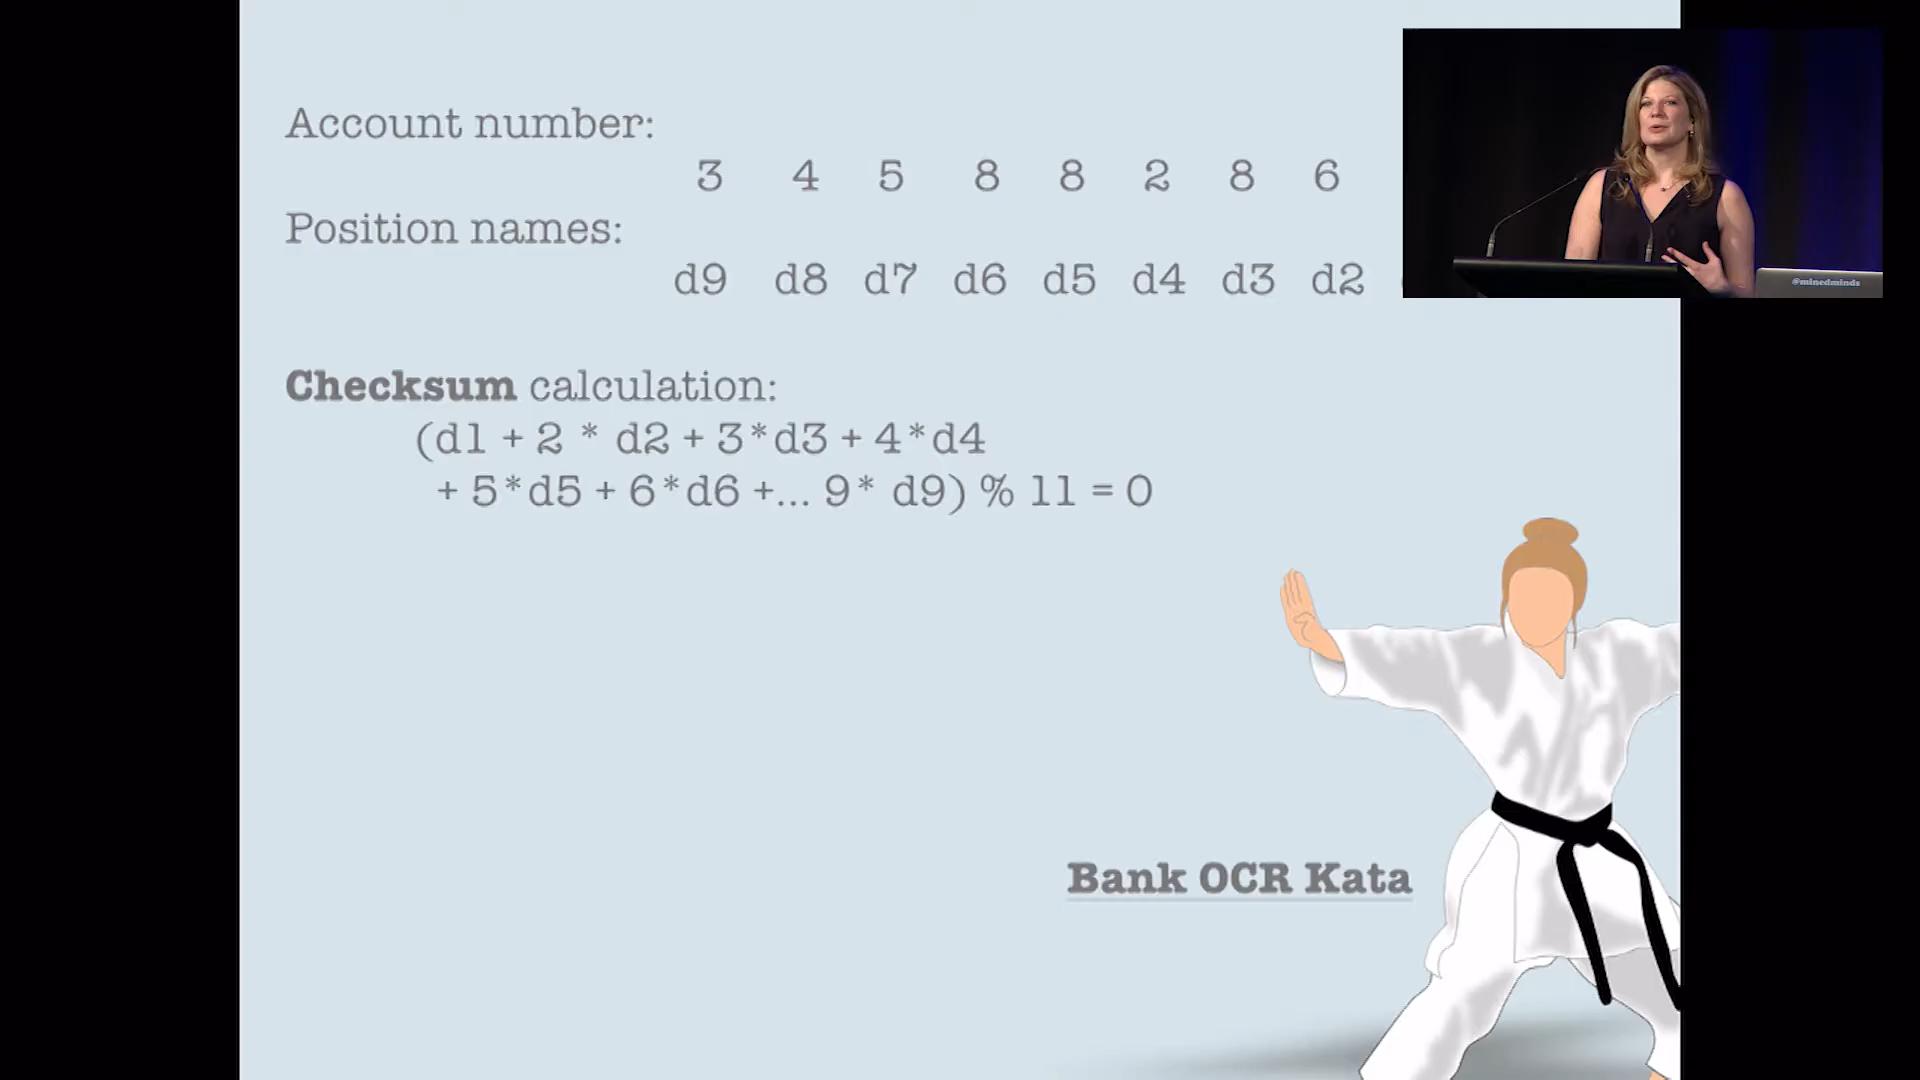 Account number:
3 4 5 8 8 2 8 6
Position names:
d9 d8 d7 d6 d5 d4 d3 d2
Checksum calculation:
(d1 + 2 * d2 + 3*d3 + 4*d4
+ 5*d5 + 6*d6 +... 9* d9) % 11 = 0
Bank OCR Kata
@minedminds